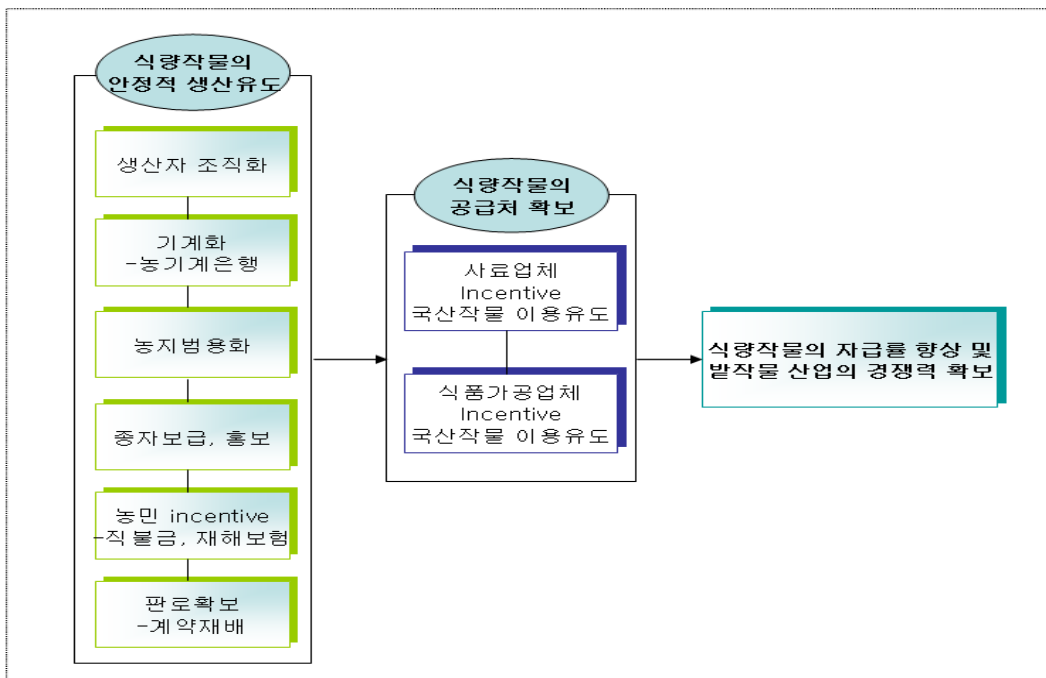 식량작물의
안정적 생산유도
생산자 조직화
기계화
-농기계은행
농지범용화
종자보급, 홍보
농민 incentive
-직불금, 재해보험
판로확보
-계약재배
식량작물의
공급처 확보
사료업체
Incentive
국산작물 이용유도
식품가공업체
Incentive
국산작물 이용유도
식량작물의 자급률 향상 및
밭작물 산업의 경쟁력 확보